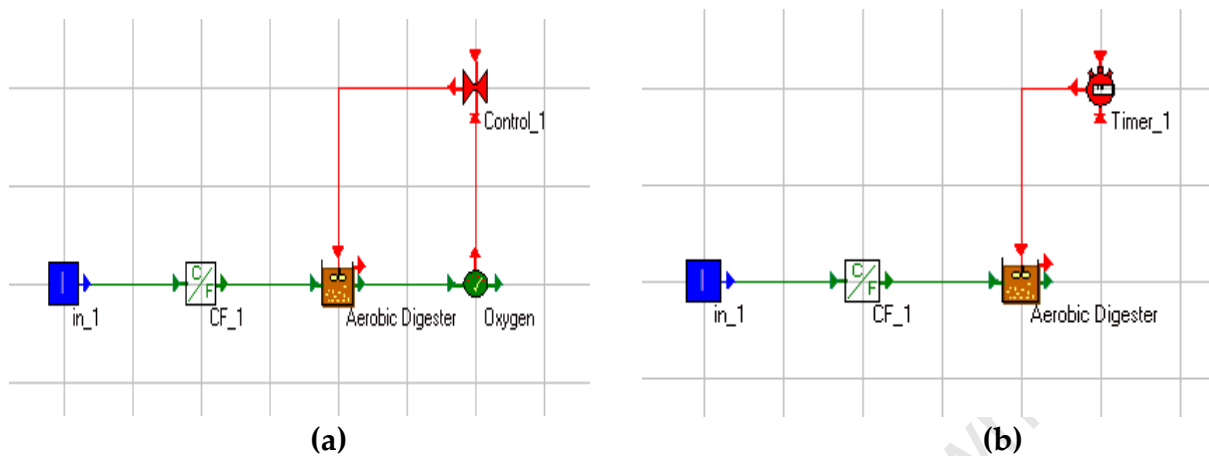 Control_1
in_1
C/F
CF_1
Aerobic Digester
Oxygen
(a)
Timer_1
in_1
C/F
CF_1
Aerobic Digester
(b)